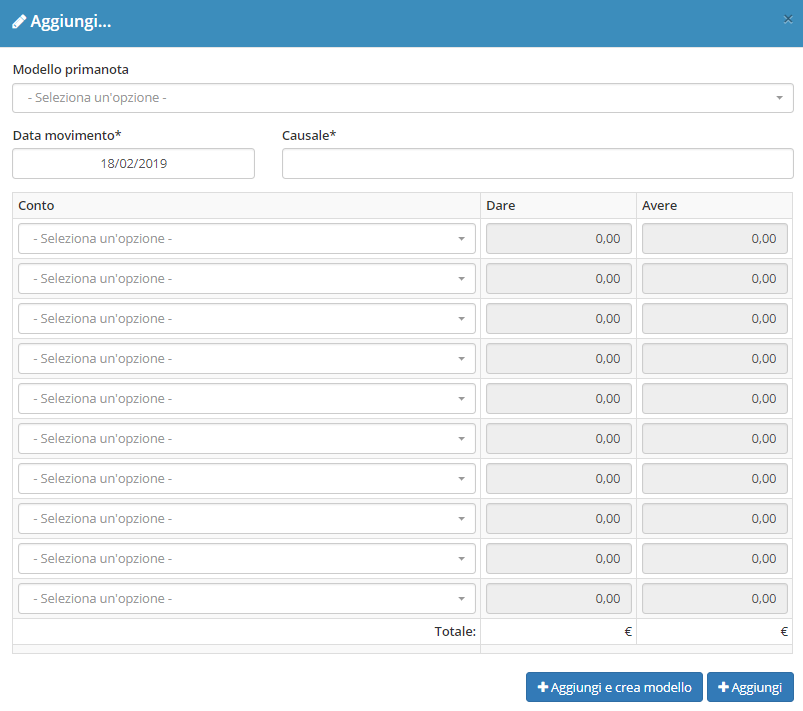 Aggiungi...
×
Modello primanota
- Seleziona un'opzione -
Data movimento* Causale*
18/02/2019
Conto Dare Avere
- Seleziona un'opzione - 0,00 0,00
- Seleziona un'opzione - 0,00 0,00
- Seleziona un'opzione - 0,00 0,00
- Seleziona un'opzione - 0,00 0,00
- Seleziona un'opzione - 0,00 0,00
- Seleziona un'opzione - 0,00 0,00
- Seleziona un'opzione - 0,00 0,00
- Seleziona un'opzione - 0,00 0,00
- Seleziona un'opzione - 0,00 0,00
- Seleziona un'opzione - 0,00 0,00
Totale: € €
Aggiungi e crea modello Aggiungi